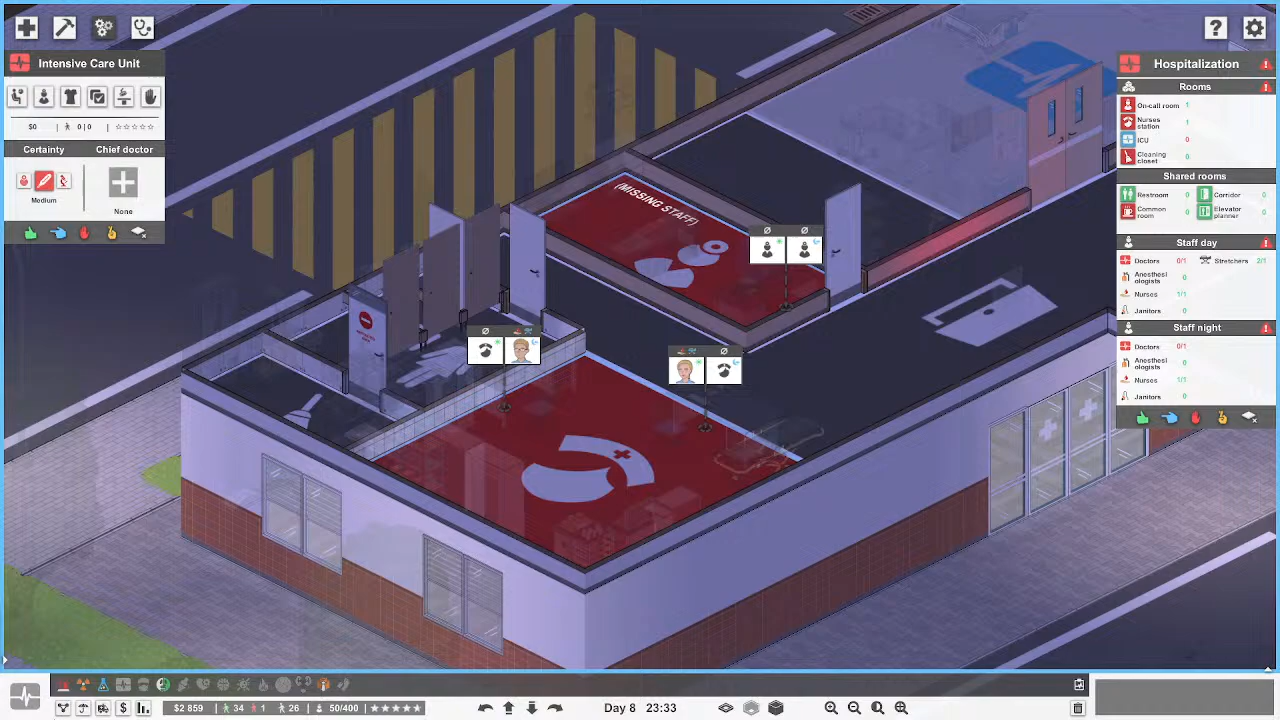 Intensive Care Unit
$0 | 0|0 |
Certainty
Chief doctor
Medium
None
(MISSING STAFF)
?
Hospitalization
Rooms
On-call room 1
Nurses station 1
ICU 0
Cleaning closet 0
Shared rooms
Restroom 0
Corridor 0
Common room 0
Elevator planner 0
Staff day
Doctors 0/1
Stretchers 2/1
Anesthesiologists 0
Nurses 1/1
Janitors 0
Staff night
Doctors 0/1
Anesthesiologists 0
Nurses 1/1
Janitors 0
$2 859 | 34 1 | 26 | 50/400
Day 8 23:33